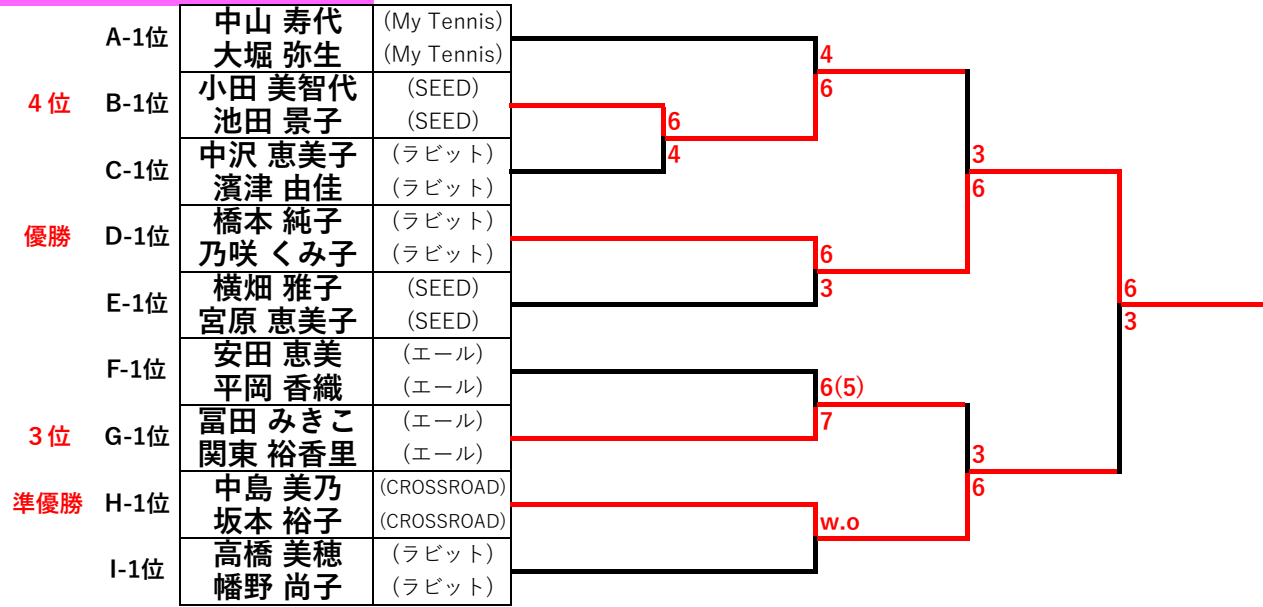 A-1位 中山 寿代 (My Tennis)
大堀 弥生 (My Tennis)
4位 B-1位 小田 美智代 (SEED)
池田 景子 (SEED)
C-1位 中沢 恵美子 (ラビット)
濱津 由佳 (ラビット)
優勝 D-1位 橋本 純子 (ラビット)
乃咲 くみ子 (ラビット)
E-1位 横畑 雅子 (SEED)
宮原 恵美子 (SEED)
F-1位 安田 恵美 (エール)
平岡 香織 (エール)
3位 G-1位 冨田 みきこ (エール)
関東 裕香里 (エール)
準優勝 H-1位 中島 美乃 (CROSSROAD)
坂本 裕子 (CROSSROAD)
I-1位 高橋 美穂 (ラビット)
幡野 尚子 (ラビット)
6
4
4
6
6
3
6(5)
7
w.o
3
6
3
6
6
3